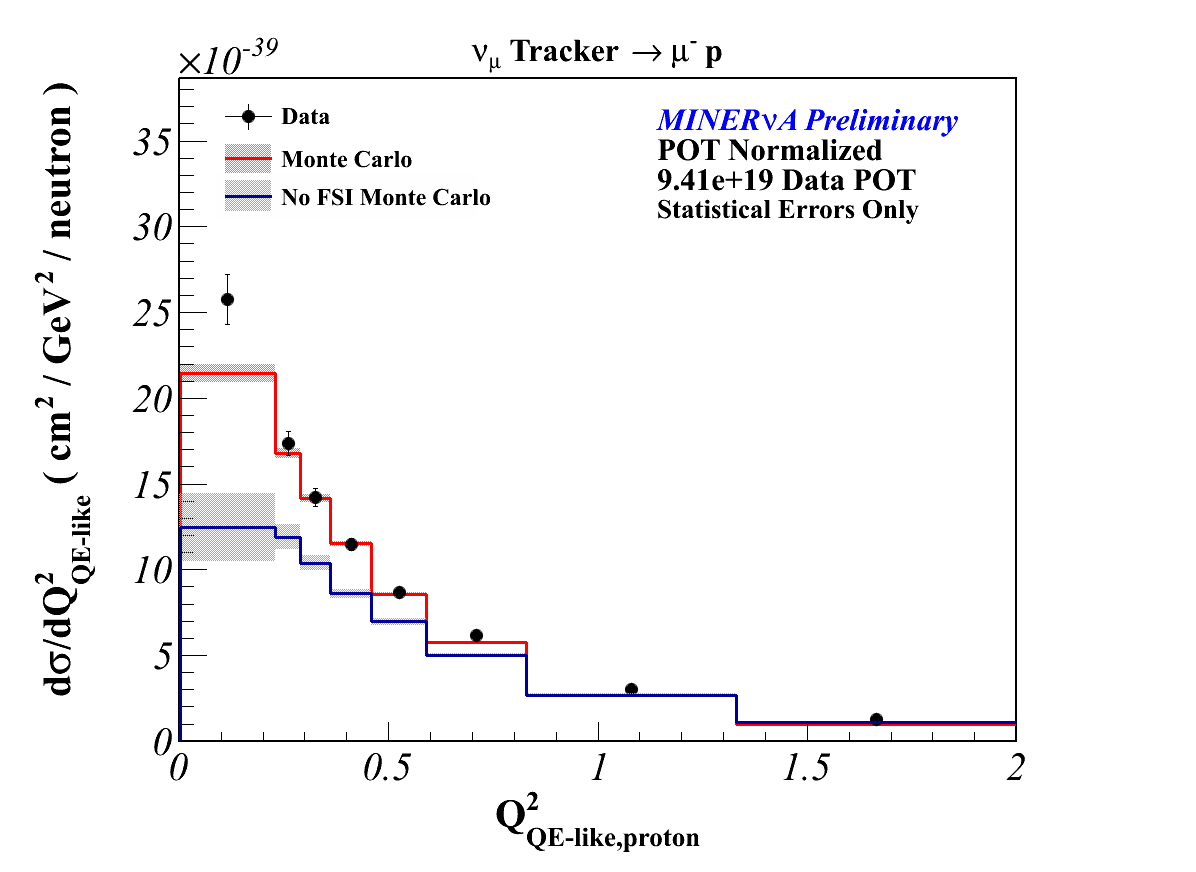 ×10⁻³⁹
ν_μ Tracker → μ⁻ p
Data
Monte Carlo
No FSI Monte Carlo
MINERνA Preliminary
POT Normalized
9.41e+19 Data POT
Statistical Errors Only
35
30
25
20
15
10
5
0
0 0.5 1 1.5 2
dσ/dQ²_QE-like ( cm² / GeV² / neutron )
Q²_QE-like,proton